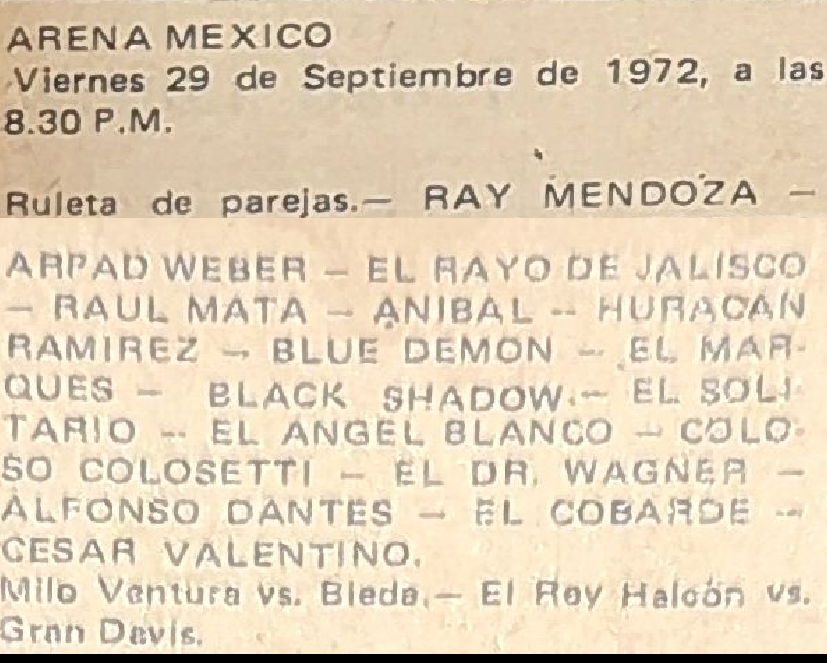 ARENA MEXICO
Viernes 29 de Septiembre de 1972, a las
8.30 P.M.
Ruleta de parejas.— RAY MENDOZA —
ARPAD WEBER — EL RAYO DE JALISCO
— RAUL MATA — ANIBAL — HURACAN
RAMIREZ — BLUE DEMON — EL MAR-
QUES — BLACK SHADOW.— EL SOLI-
TARIO — EL ANGEL BLANCO — COLO-
SO COLOSETTI — EL DR. WAGNER —
ALFONSO DANTES — EL COBARDE —
CESAR VALENTINO.
Milo Ventura vs. Bleda.— El Rey Halcón vs.
Gran Davis.